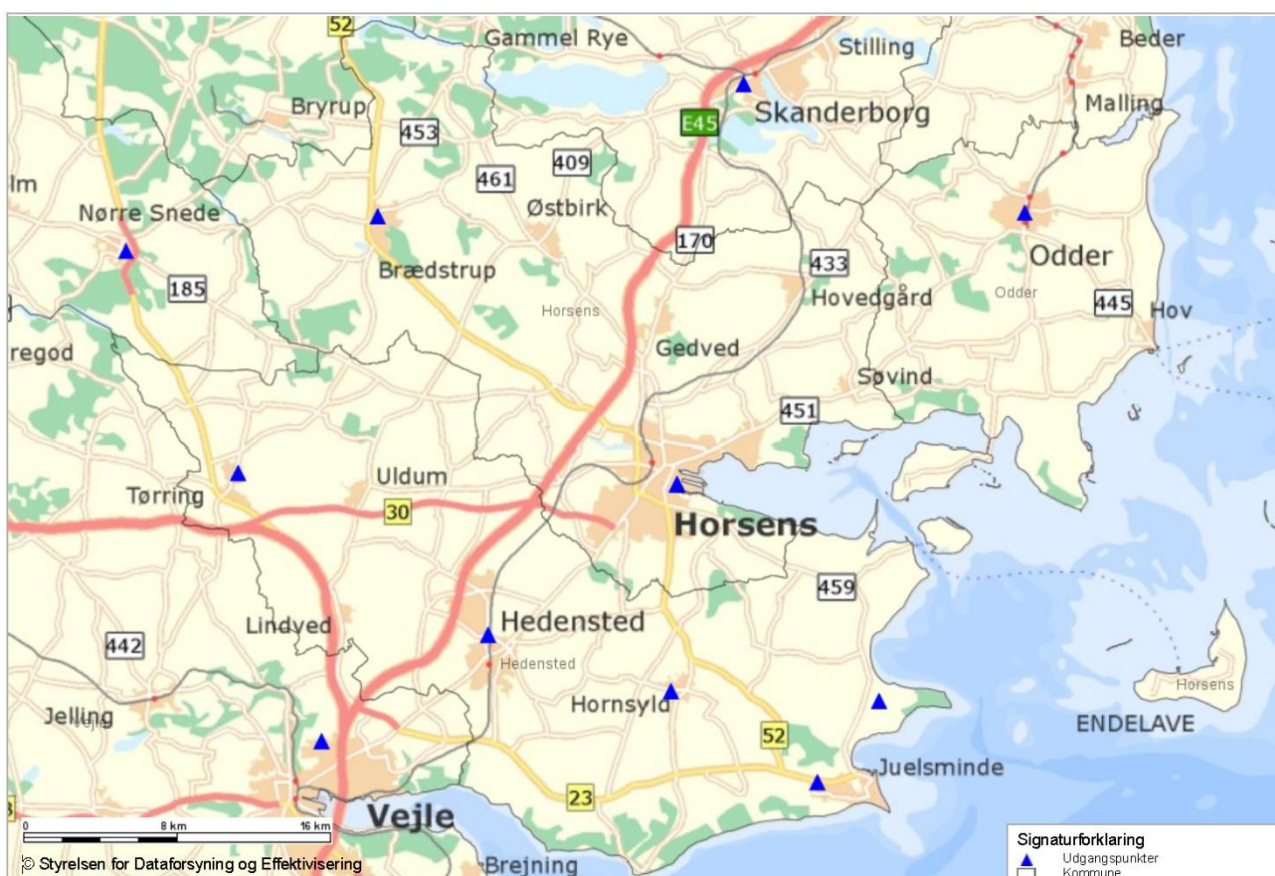 52
Gammel Rye
Stilling
Beder
Bryrup
453
E45
Skanderborg
Malling
461
409
lm
Nørre Snede
Østbirk
170
Odder
185
Brædstrup
433
Hovedgård
Odder
445
Hov
Horsens
regod
Gedved
Søvind
451
Uldum
Tørring
30
Horsens
459
Lindved
Hedensted
442
Hedensted
Hornsyld
Horsens
Jelling
Vejle
ENDELAVE
52
Juelsminde
23
Vejle
0 8 km 16 km
Brejning
© Styrelsen for Dataforsyning og Effektivisering
Signaturforklaring
Udgangspunkter
Kommune